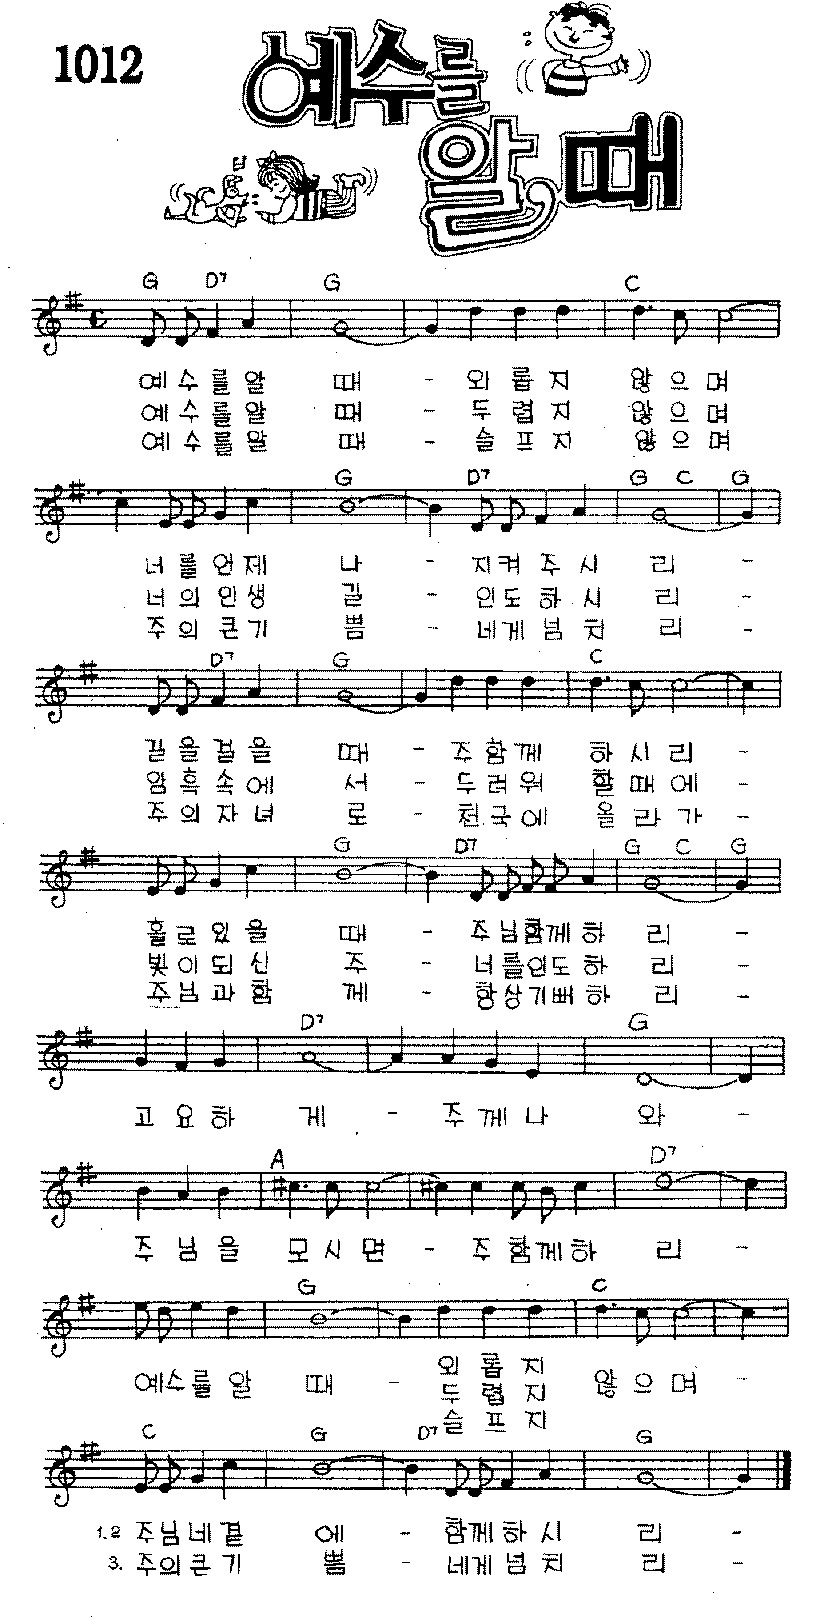 1012
예수를
알 때
G D7 G C
예 수 를 알 때 - 외 롭 지 않 으 며
예 수 를 알 때 - 두 렵 지 않 으 며
예 수 를 알 때 - 슬 프 지 않 으 며
G D7 G C G
너 를 언 제 나 - 지 켜 주 시 리 -
너 의 인 생 길 - 인 도 하 시 리 -
주 의 큰 기 쁨 - 네 게 넘 치 리 -
D7 G C
길 을 걸 을 때 - 주 함 께 하 시 리 -
암 흑 속 에 서 - 두 려 워 할 때 에 -
주 의 자 녀 로 - 천 국 에 올 라 가 -
G D7 G C G
홀 로 있 을 때 - 주 님 함 께 하 리 -
빛 이 되 신 주 - 너 를 인 도 하 리 -
주 님 과 함 께 - 항 상 기 뻐 하 리 -
D7 G
고 요 하 게 - 주 께 나 와 -
A D7
주 님 을 모 시 면 - 주 함 께 하 리 -
G C
예 수 를 알 때 - 외 롭 지 않 으 며 -
두 렵 지
슬 프 지
C G D7 G
1.2 주 님 네 곁 에 - 함 께 하 시 리 -
3. 주 의 큰 기 쁨 - 네 게 넘 치 리 -